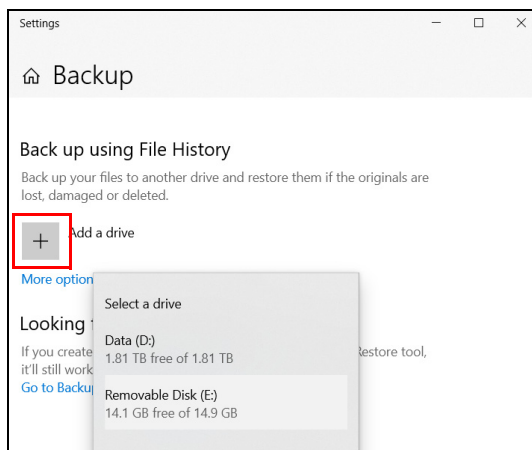 Settings
Backup
Back up using File History
Back up your files to another drive and restore them if the originals are
lost, damaged or deleted.
Add a drive
More option
Select a drive
Looking
Data (D:)
If you create
1.81 TB free of 1.81 TB
Restore tool,
it'll still work
Go to Backu
Removable Disk (E:)
14.1 GB free of 14.9 GB